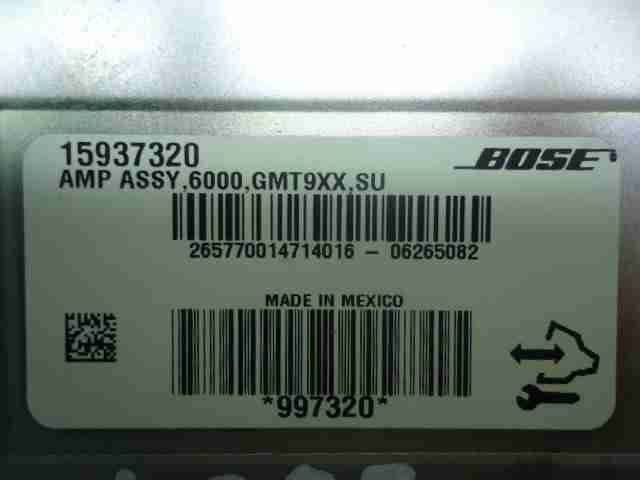 15937320
BOSE
AMP ASSY,6000,GMT9XX,SU
265770014714016 - 06265082
MADE IN MEXICO
*997320*